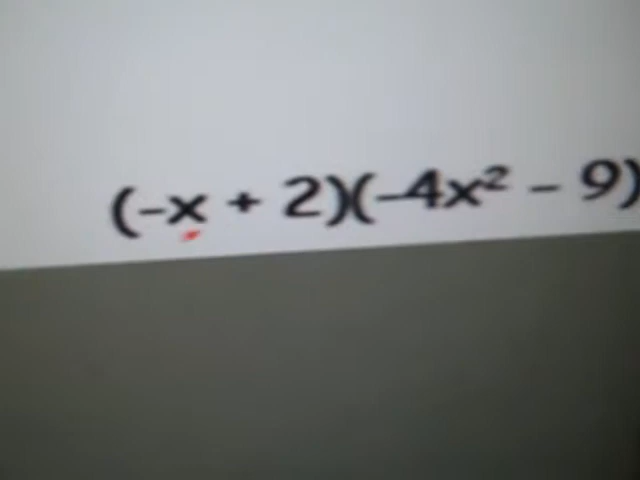 (-x + 2)(-4x² - 9)